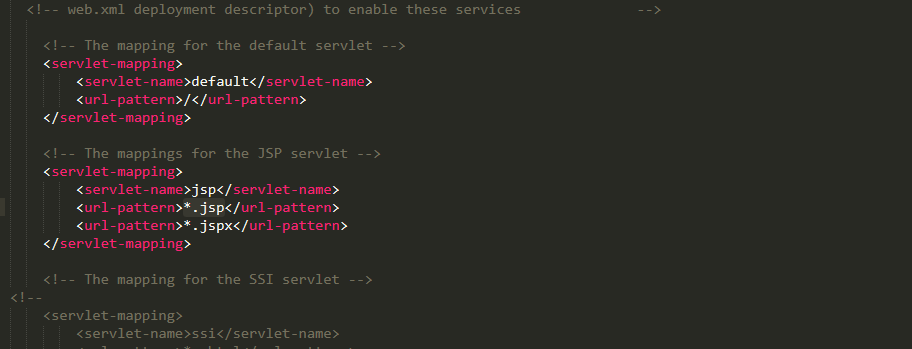 <!-- web.xml deployment descriptor) to enable these services -->
<!-- The mapping for the default servlet -->
<servlet-mapping>
<servlet-name>default</servlet-name>
<url-pattern>/</url-pattern>
</servlet-mapping>
<!-- The mappings for the JSP servlet -->
<servlet-mapping>
<servlet-name>jsp</servlet-name>
<url-pattern>*.jsp</url-pattern>
<url-pattern>*.jspx</url-pattern>
</servlet-mapping>
<!-- The mapping for the SSI servlet -->
<!--
<servlet-mapping>
<servlet-name>ssi</servlet-name>